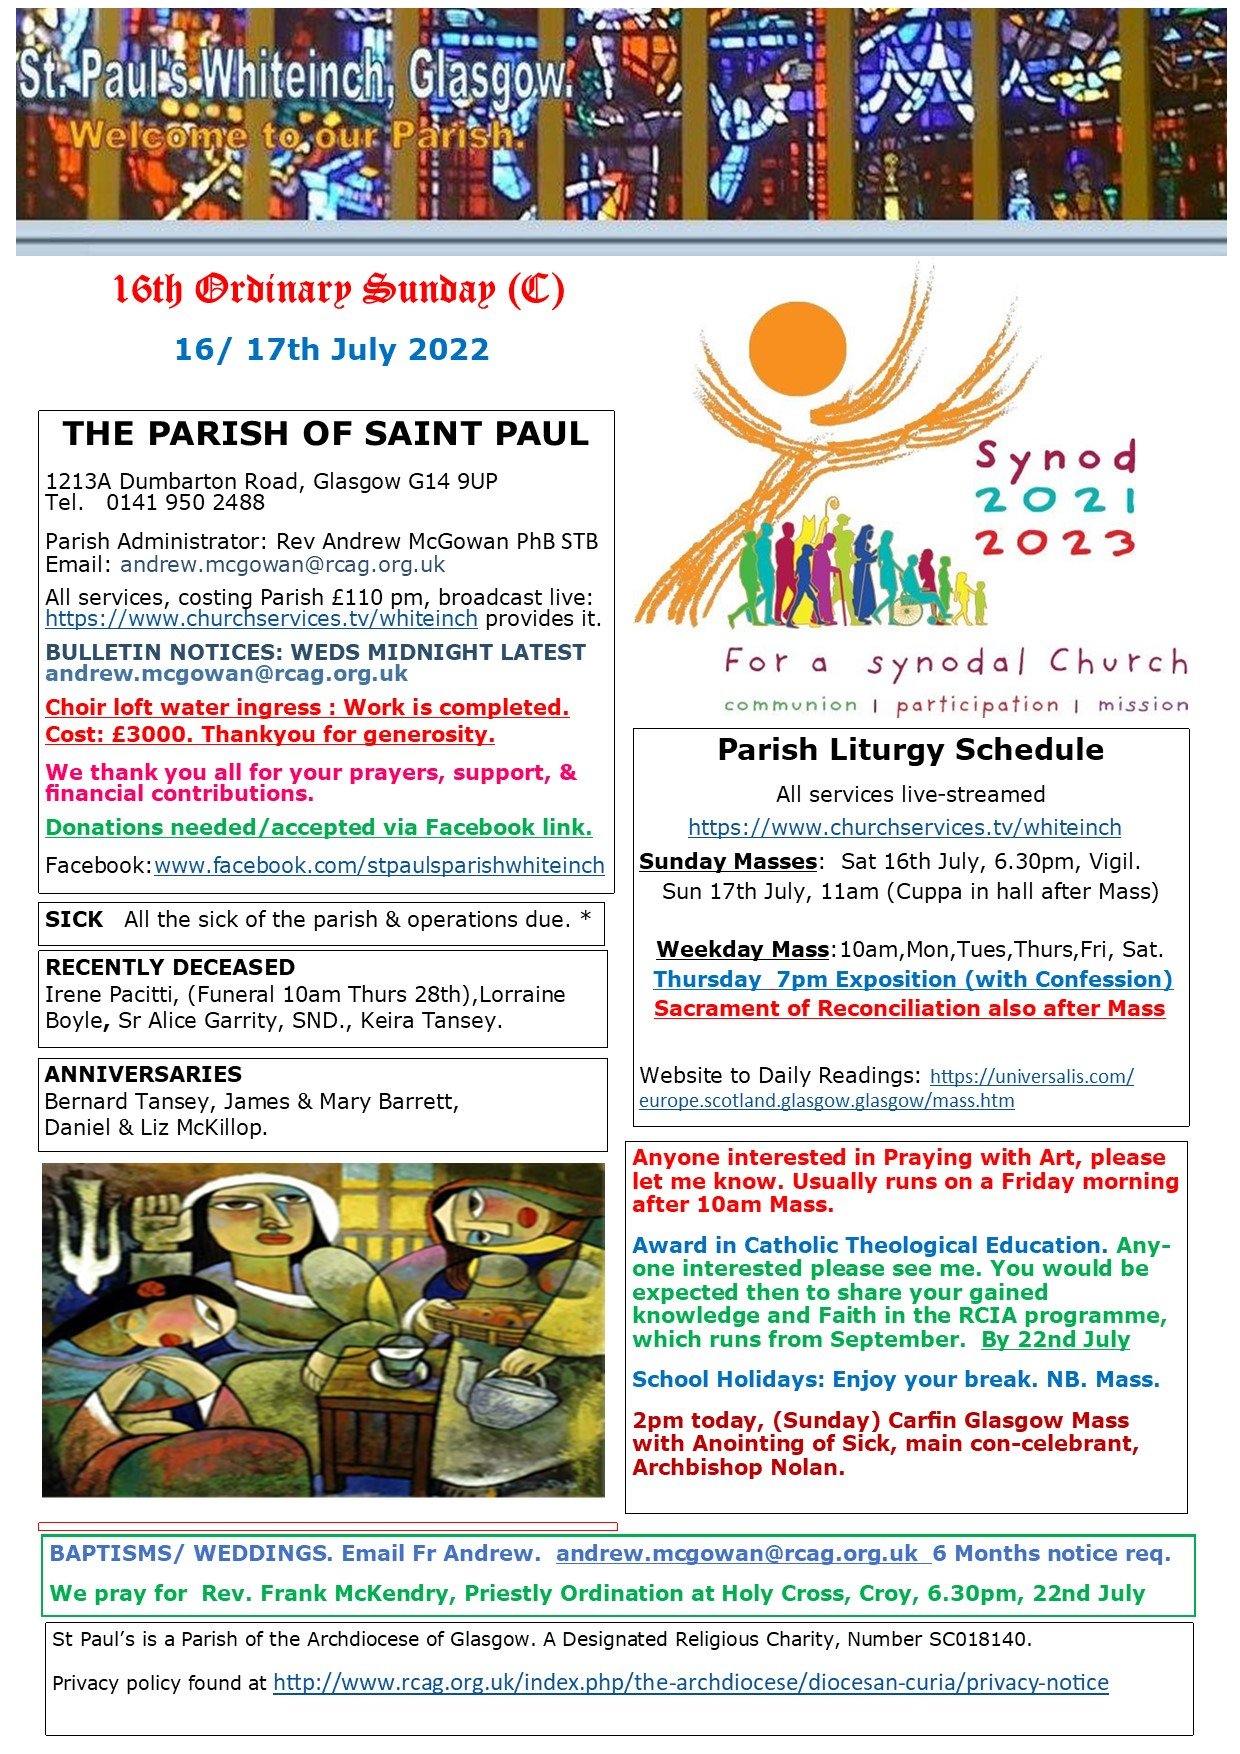 St. Paul's Whiteinch, Glasgow.
Welcome to our Parish.
16th Ordinary Sunday (C)
16/ 17th July 2022
THE PARISH OF SAINT PAUL
1213A Dumbarton Road, Glasgow G14 9UP
Tel.   0141 950 2488
Parish Administrator: Rev Andrew McGowan PhB STB
Email: andrew.mcgowan@rcag.org.uk
All services, costing Parish £110 pm, broadcast live:
https://www.churchservices.tv/whiteinch provides it.
BULLETIN NOTICES: WEDS MIDNIGHT LATEST
andrew.mcgowan@rcag.org.uk
Choir loft water ingress : Work is completed.
Cost: £3000. Thankyou for generosity.
We thank you all for your prayers, support, &
financial contributions.
Donations needed/accepted via Facebook link.
Facebook:www.facebook.com/stpaulsparishwhiteinch
SICK   All the sick of the parish & operations due. *
RECENTLY DECEASED
Irene Pacitti, (Funeral 10am Thurs 28th),Lorraine
Boyle, Sr Alice Garrity, SND., Keira Tansey.
ANNIVERSARIES
Bernard Tansey, James & Mary Barrett,
Daniel & Liz McKillop.
Synod
2021
2023
For a synodal Church
communion | participation | mission
Parish Liturgy Schedule
All services live-streamed
https://www.churchservices.tv/whiteinch
Sunday Masses:  Sat 16th July, 6.30pm, Vigil.
Sun 17th July, 11am (Cuppa in hall after Mass)
Weekday Mass:10am,Mon,Tues,Thurs,Fri, Sat.
Thursday  7pm Exposition (with Confession)
Sacrament of Reconciliation also after Mass
Website to Daily Readings: https://universalis.com/
europe.scotland.glasgow.glasgow/mass.htm
Anyone interested in Praying with Art, please
let me know. Usually runs on a Friday morning
after 10am Mass.
Award in Catholic Theological Education. Any-
one interested please see me. You would be
expected then to share your gained
knowledge and Faith in the RCIA programme,
which runs from September.  By 22nd July
School Holidays: Enjoy your break. NB. Mass.
2pm today, (Sunday) Carfin Glasgow Mass
with Anointing of Sick, main con-celebrant,
Archbishop Nolan.
BAPTISMS/ WEDDINGS. Email Fr Andrew.  andrew.mcgowan@rcag.org.uk  6 Months notice req.
We pray for  Rev. Frank McKendry, Priestly Ordination at Holy Cross, Croy, 6.30pm, 22nd July
St Paul’s is a Parish of the Archdiocese of Glasgow. A Designated Religious Charity, Number SC018140.
Privacy policy found at http://www.rcag.org.uk/index.php/the-archdiocese/diocesan-curia/privacy-notice